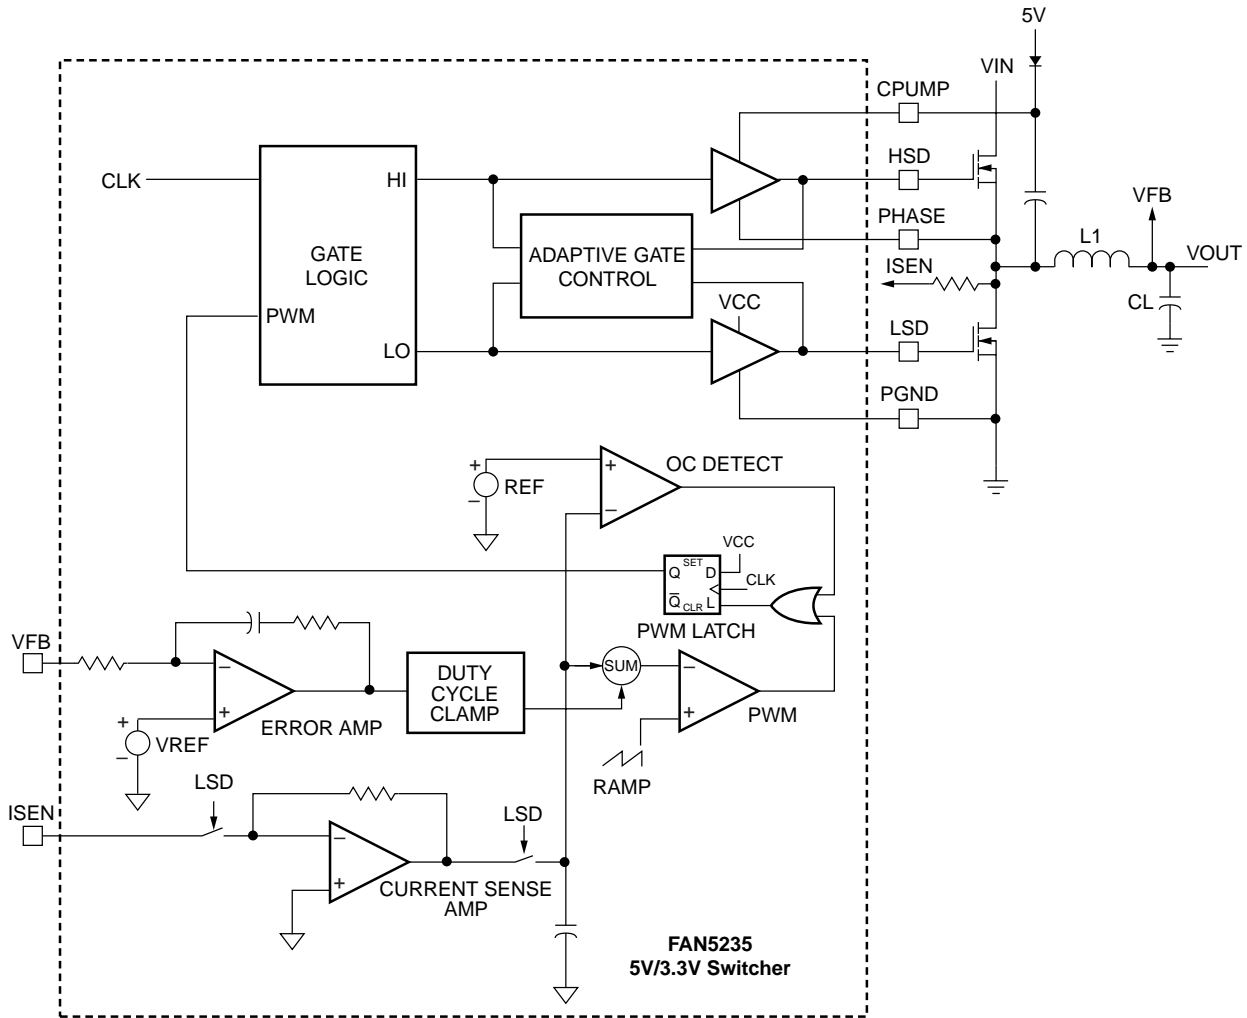 5V
VIN
CPUMP
CLK
HI
HSD
GATE
LOGIC
PWM
LO
ADAPTIVE GATE
CONTROL
PHASE
VFB
L1
VOUT
ISEN
CL
VCC
LSD
PGND
+
−
REF
+
−
OC DETECT
VCC
SET
Q
D
CLK
Q
CLR
L
PWM LATCH
VFB
−
+
ERROR AMP
+
−
VREF
DUTY
CYCLE
CLAMP
SUM
−
+
PWM
RAMP
ISEN
LSD
−
+
CURRENT SENSE
AMP
LSD
FAN5235
5V/3.3V Switcher